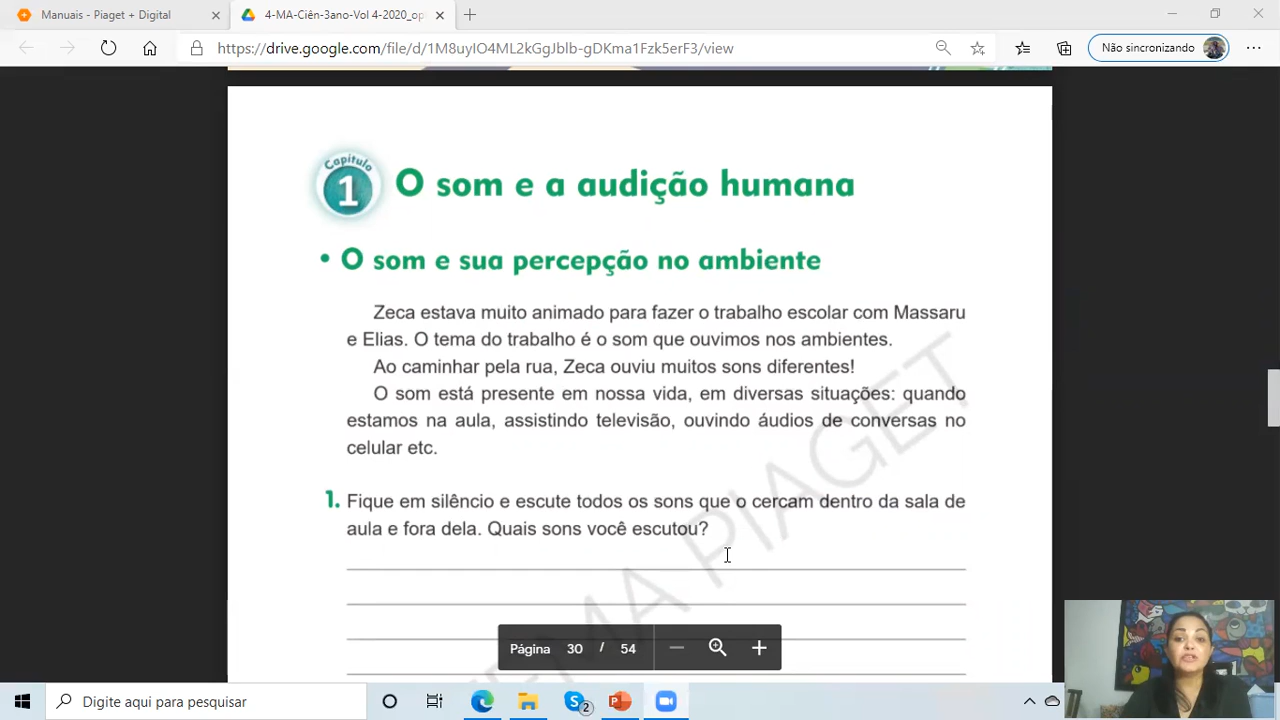 Manuais - Piaget + Digital
4-MA-Ciên-3ano-Vol 4-2020_op
https://drive.google.com/file/d/1M8uyIO4ML2kGgJblb-gDKma1Fzk5erF3/view
Não sincronizando
Capítulo
1
O som e a audição humana
• O som e sua percepção no ambiente
Zeca estava muito animado para fazer o trabalho escolar com Massaru
e Elias. O tema do trabalho é o som que ouvimos nos ambientes.
Ao caminhar pela rua, Zeca ouviu muitos sons diferentes!
O som está presente em nossa vida, em diversas situações: quando
estamos na aula, assistindo televisão, ouvindo áudios de conversas no
celular etc.
1. Fique em silêncio e escute todos os sons que o cercam dentro da sala de
aula e fora dela. Quais sons você escutou?
EMA PIAGET
Página 30 / 54
Digite aqui para pesquisar
2